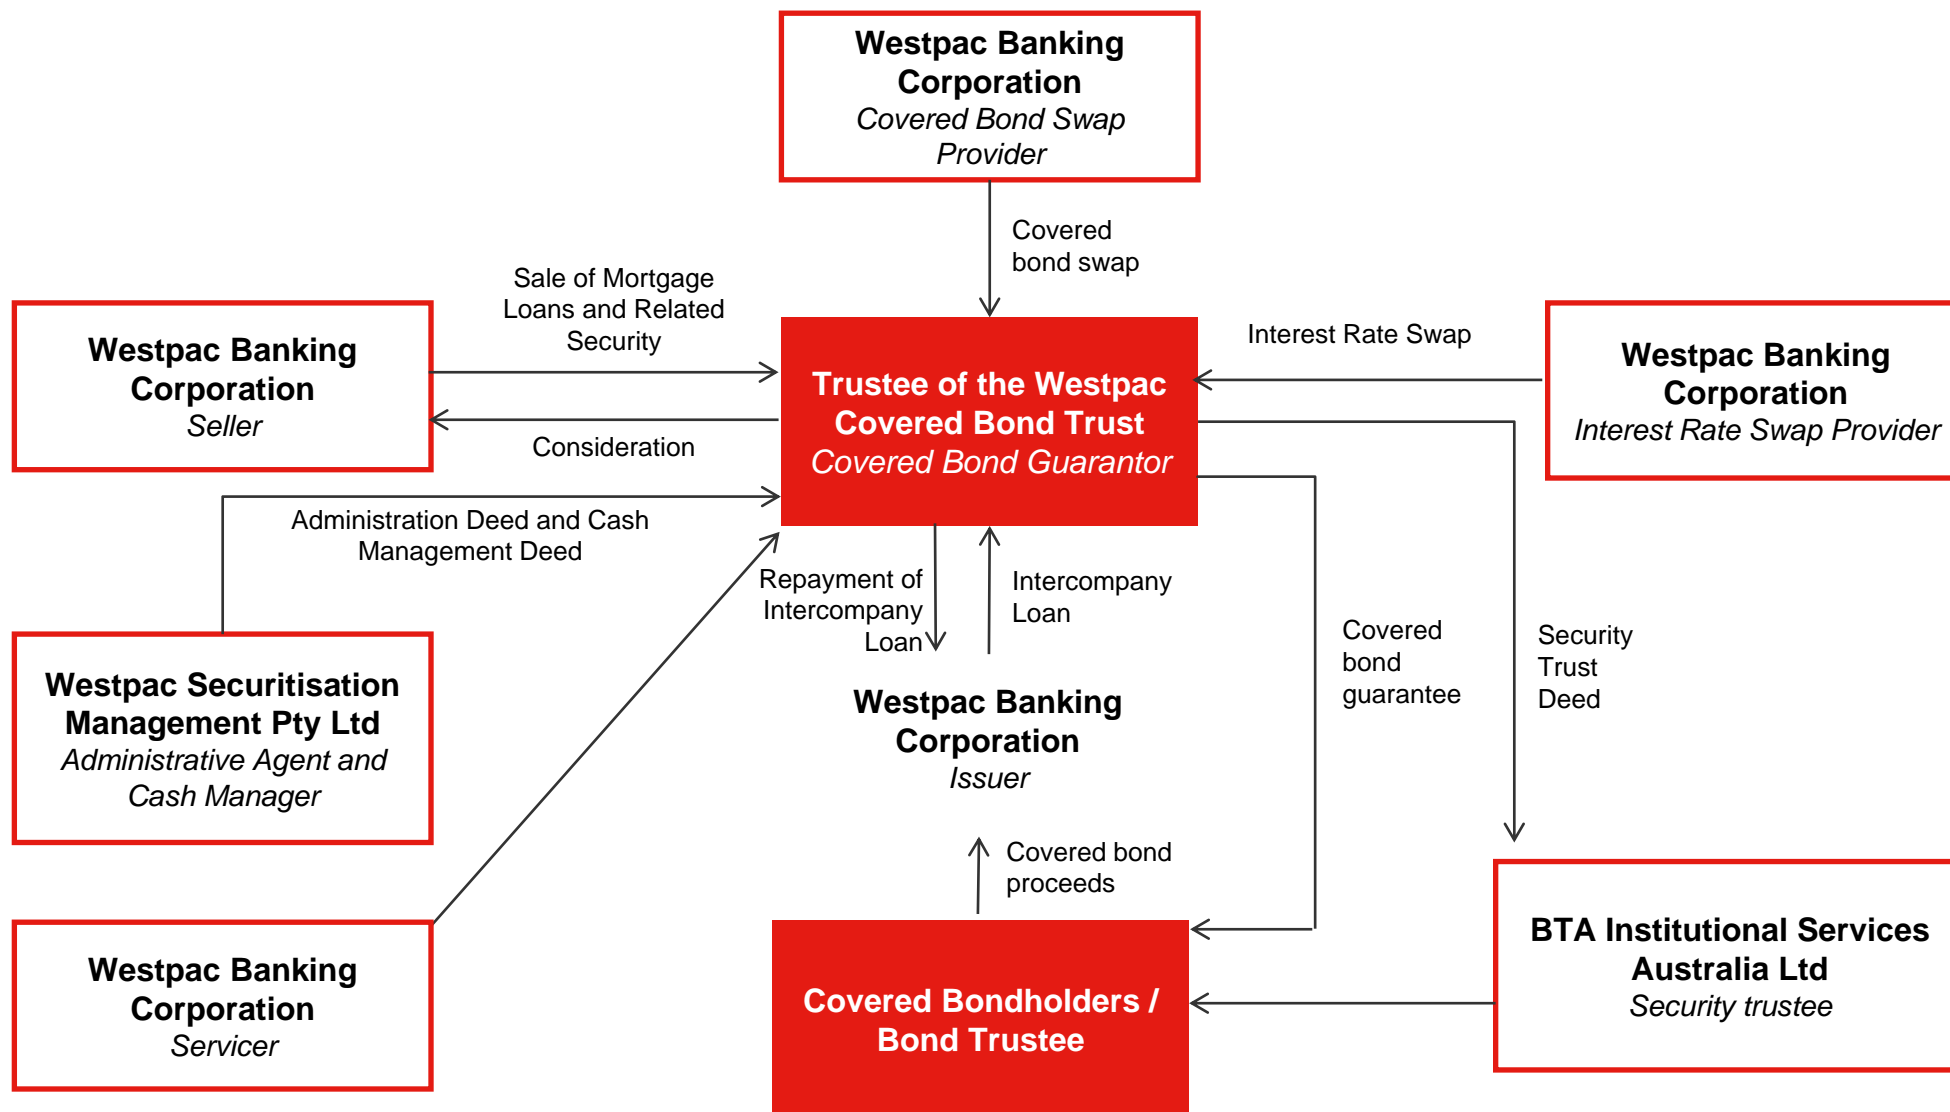 Westpac Banking
Corporation
Covered Bond Swap
Provider
Covered
bond swap
Sale of Mortgage
Loans and Related
Security
Westpac Banking
Corporation
Seller
Consideration
Trustee of the Westpac
Covered Bond Trust
Covered Bond Guarantor
Interest Rate Swap
Westpac Banking
Corporation
Interest Rate Swap Provider
Administration Deed and Cash
Management Deed
Repayment of
Intercompany
Loan
Intercompany
Loan
Covered
bond
guarantee
Security
Trust
Deed
Westpac Securitisation
Management Pty Ltd
Administrative Agent and
Cash Manager
Westpac Banking
Corporation
Issuer
Covered bond
proceeds
Westpac Banking
Corporation
Servicer
Covered Bondholders /
Bond Trustee
BTA Institutional Services
Australia Ltd
Security trustee